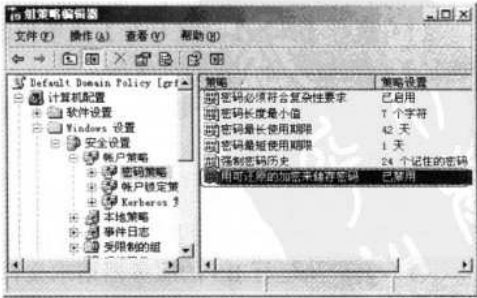 组策略编辑器
文件(F) 操作(A) 查看(V) 帮助(H)
Default Domain Policy [grf
计算机配置
软件设置
Windows 设置
安全设置
帐户策略
密码策略
帐户锁定策
Kerberos
本地策略
事件日志
受限制的组
策略 策略设置
密码必须符合复杂性要求 已启用
密码长度最小值 7 个字符
密码最长使用期限 42 天
密码最短使用期限 1 天
强制密码历史 24 个记住的密码
用可还原的加密来储存密码 已禁用